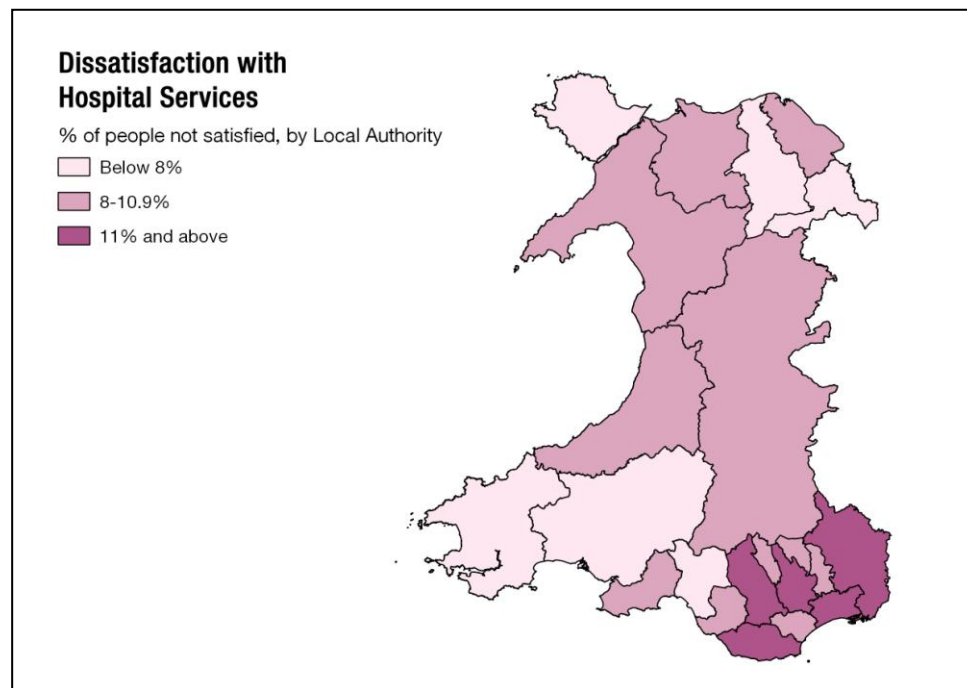 Dissatisfaction with
Hospital Services
% of people not satisfied, by Local Authority
Below 8%
8-10.9%
11% and above